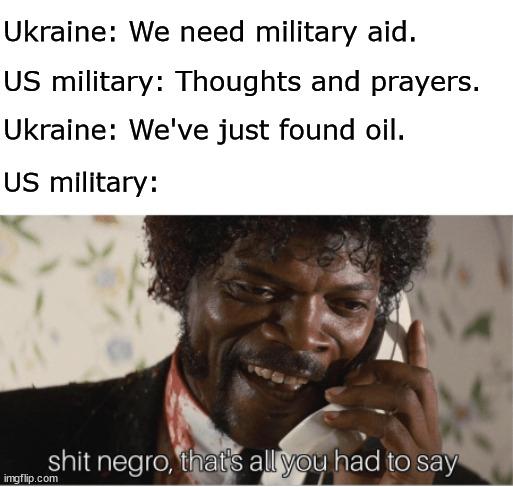 Ukraine: We need military aid.
US military: Thoughts and prayers.
Ukraine: We've just found oil.
US military:
shit negro, that's all you had to say
imgflip.com